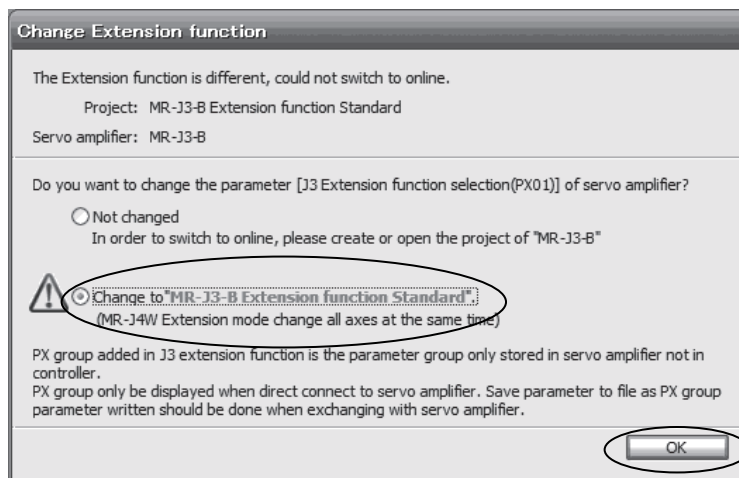 Change Extension function
The Extension function is different, could not switch to online.
Project: MR-J3-B Extension function Standard
Servo amplifier: MR-J3-B
Do you want to change the parameter [J3 Extension function selection(PX01)] of servo amplifier?
Not changed
In order to switch to online, please create or open the project of "MR-J3-B"
Change to"MR-J3-B Extension function Standard".
(MR-J4W Extension mode change all axes at the same time)
PX group added in J3 extension function is the parameter group only stored in servo amplifier not in
controller.
PX group only be displayed when direct connect to servo amplifier. Save parameter to file as PX group
parameter written should be done when exchanging with servo amplifier.
OK